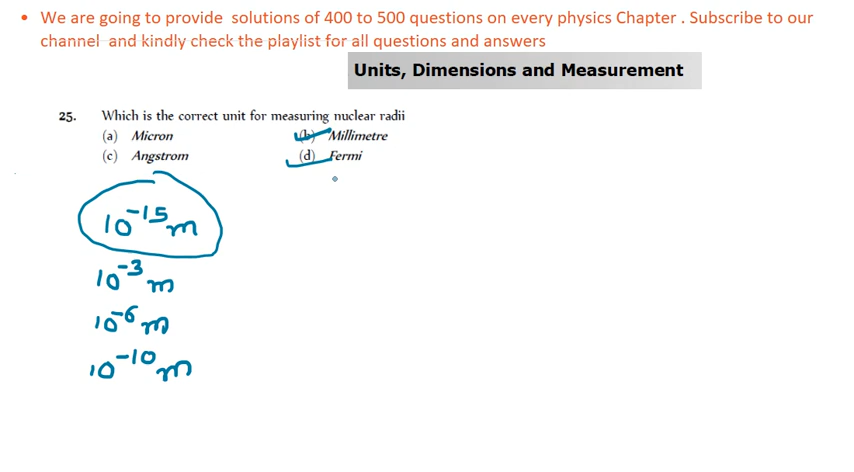 • We are going to provide solutions of 400 to 500 questions on every physics Chapter . Subscribe to our
channel and kindly check the playlist for all questions and answers
Units, Dimensions and Measurement
25. Which is the correct unit for measuring nuclear radii
(a) Micron (b) Millimetre
(c) Angstrom (d) Fermi
10⁻¹⁵ m
10⁻³ m
10⁻⁶ m
10⁻¹⁰ m